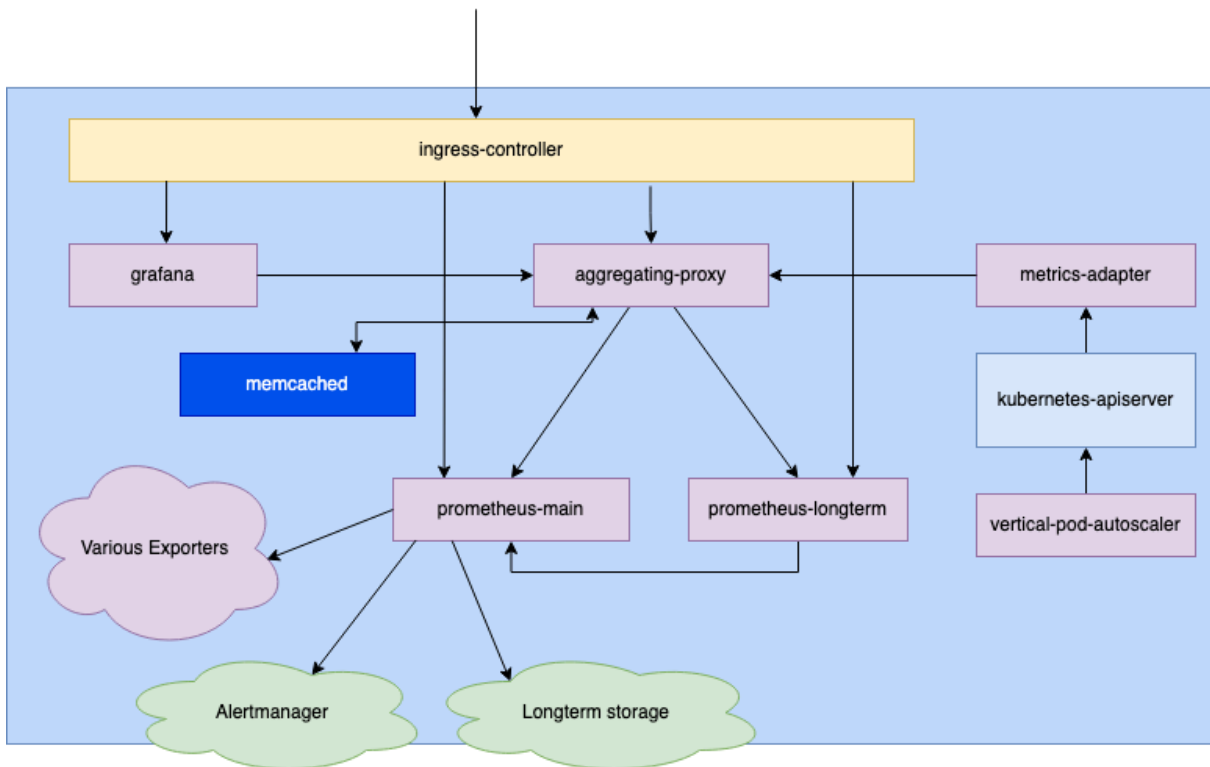 ingress-controller
grafana
aggregating-proxy
metrics-adapter
memcached
kubernetes-apiserver
prometheus-main
prometheus-longterm
vertical-pod-autoscaler
Various Exporters
Alertmanager
Longterm storage